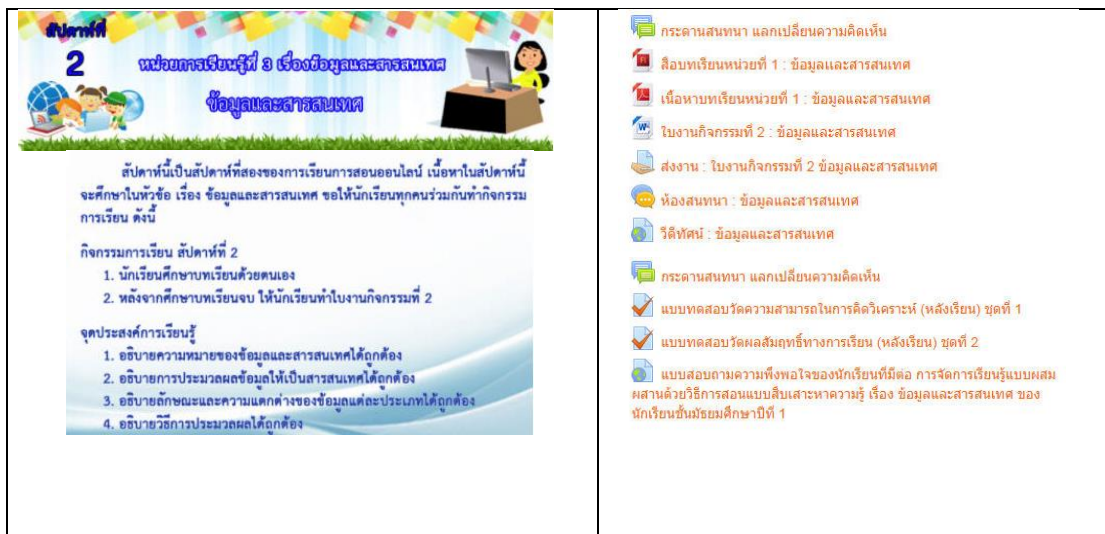 สัปดาห์ที่
2
หน่วยการเรียนรู้ที่ 3 เรื่องข้อมูลและสารสนเทศ
ข้อมูลและสารสนเทศ
สัปดาห์นี้เป็นสัปดาห์ที่สองของการเรียนการสอนออนไลน์ เนื้อหาในสัปดาห์นี้
จะศึกษาในหัวข้อ เรื่อง ข้อมูลและสารสนเทศ ขอให้นักเรียนทุกคนร่วมกันทำกิจกรรม
การเรียน ดังนี้
กิจกรรมการเรียน สัปดาห์ที่ 2
1. นักเรียนศึกษาบทเรียนด้วยตนเอง
2. หลังจากศึกษาบทเรียนจบ ให้นักเรียนทำใบงานกิจกรรมที่ 2
จุดประสงค์การเรียนรู้
1. อธิบายความหมายของข้อมูลและสารสนเทศได้ถูกต้อง
2. อธิบายการประมวลผลข้อมูลให้เป็นสารสนเทศได้ถูกต้อง
3. อธิบายลักษณะและความแตกต่างของข้อมูลแต่ละประเภทได้ถูกต้อง
4. อธิบายวิธีการประมวลผลได้ถูกต้อง
กระดานสนทนา แลกเปลี่ยนความคิดเห็น
สื่อบทเรียนหน่วยที่ 1 : ข้อมูลและสารสนเทศ
เนื้อหาบทเรียนหน่วยที่ 1 : ข้อมูลและสารสนเทศ
ใบงานกิจกรรมที่ 2 : ข้อมูลและสารสนเทศ
ส่งงาน : ใบงานกิจกรรมที่ 2 ข้อมูลและสารสนเทศ
ห้องสนทนา : ข้อมูลและสารสนเทศ
วีดีทัศน์ : ข้อมูลและสารสนเทศ
กระดานสนทนา แลกเปลี่ยนความคิดเห็น
แบบทดสอบวัดความสามารถในการคิดวิเคราะห์ (หลังเรียน) ชุดที่ 1
แบบทดสอบวัดผลสัมฤทธิ์ทางการเรียน (หลังเรียน) ชุดที่ 2
แบบสอบถามความพึงพอใจของนักเรียนที่มีต่อ การจัดการเรียนรู้แบบผสม
ผสานด้วยวิธีการสอนแบบสืบเสาะหาความรู้ เรื่อง ข้อมูลและสารสนเทศ ของ
นักเรียนชั้นมัธยมศึกษาปีที่ 1